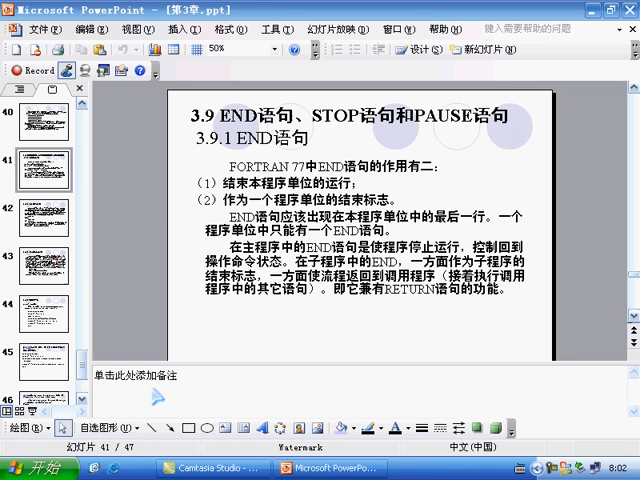 Microsoft PowerPoint - [第3章.ppt]
文件(F) 编辑(E) 视图(V) 插入(I) 格式(O) 工具(T) 幻灯片放映(D) 窗口(W) 帮助(H) 键入需要帮助的问题
50% 设计(S) 新幻灯片(N)
Record
40
41
42
43
44
45
46
3.9 END语句、STOP语句和PAUSE语句
3.9.1 END语句
FORTRAN 77中END语句的作用有二：
（1）结束本程序单位的运行；
（2）作为一个程序单位的结束标志。
END语句应该出现在本程序单位中的最后一行。一个
程序单位中只能有一个END语句。
在主程序中的END语句是使程序停止运行，控制回到
操作命令状态。在子程序中的END，一方面作为子程序的
结束标志，一方面使流程返回到调用程序（接着执行调用
程序中的其它语句）。即它兼有RETURN语句的功能。
单击此处添加备注
绘图(R) 自选图形(U)
幻灯片 41 / 47 Watermark 中文(中国)
开始 Camtasia Studio - ... Microsoft PowerPo... 8:02